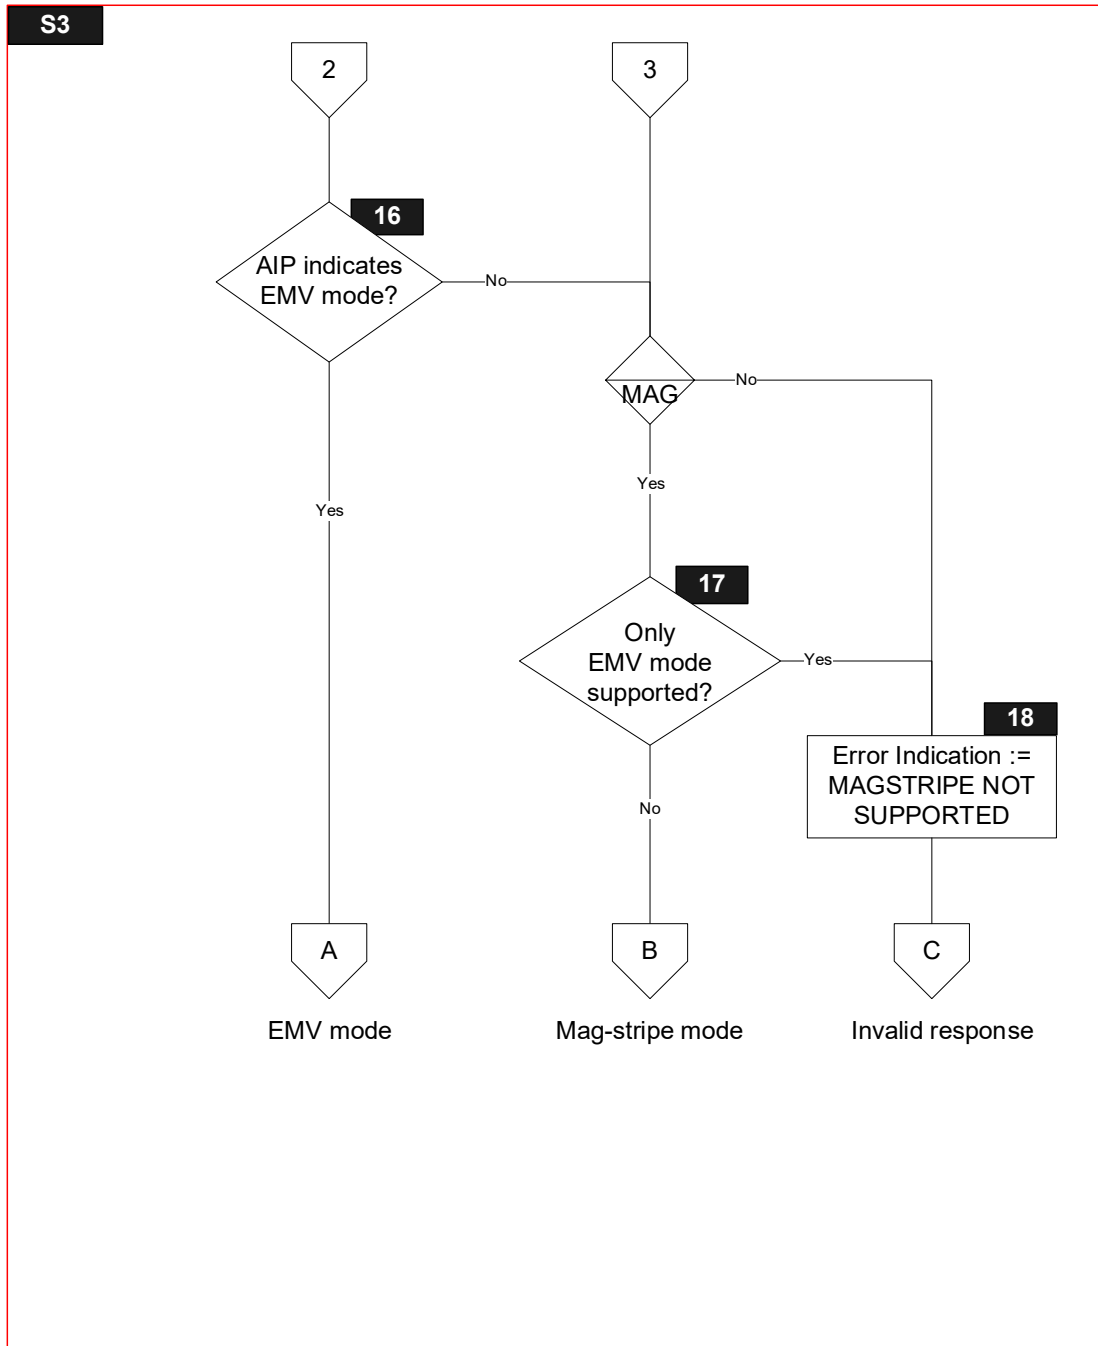 S3
2
3
16
AIP indicates
EMV mode?
No
MAG
No
Yes
Yes
17
Only
EMV mode
supported?
Yes
18
Error Indication :=
MAGSTRIPE NOT
SUPPORTED
No
A
B
C
EMV mode
Mag-stripe mode
Invalid response